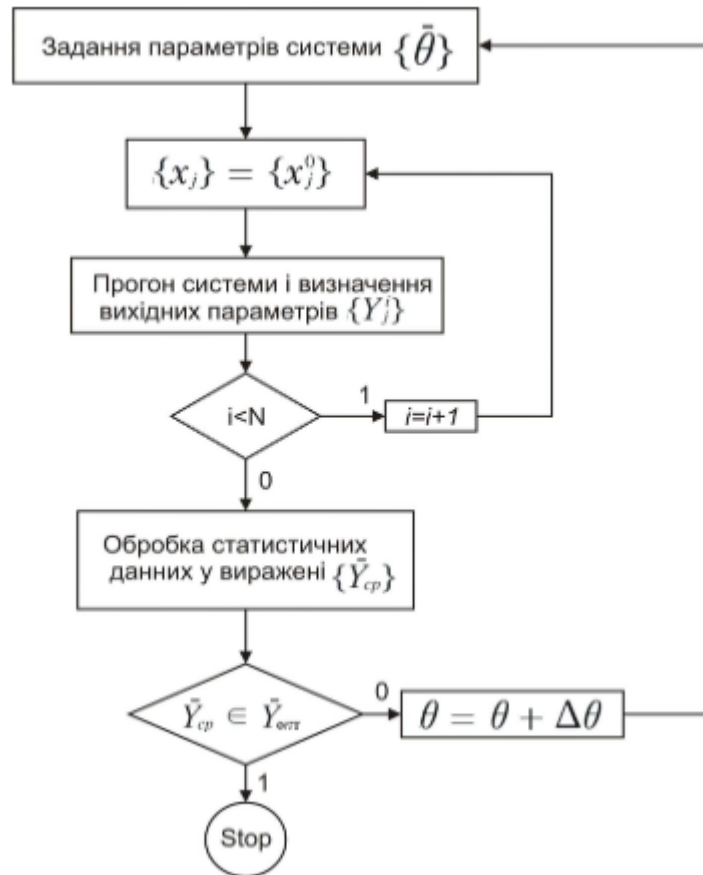 Задання параметрів системи {θ̄}
{xⱼ} = {xⱼ⁰}
Прогон системи і визначення
вихідних параметрів {Yⱼⁱ}
i<N
1
i=i+1
0
Обробка статистичних
данних у виражені {Ȳср}
Ȳср ∈ Ȳопт
0
θ = θ + Δθ
1
Stop